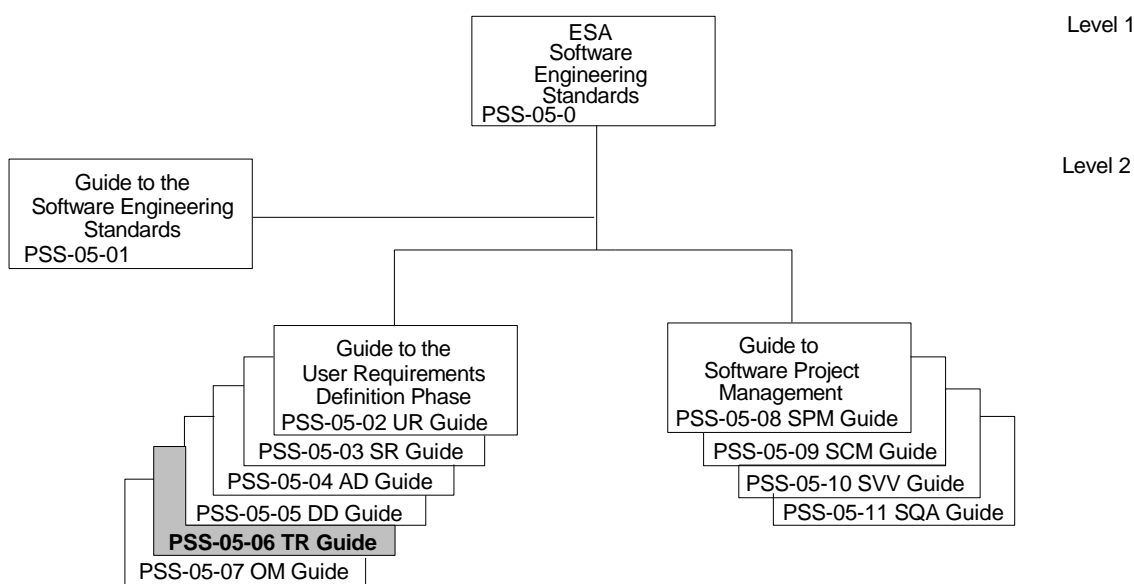 Level 1
ESA
Software
Engineering
Standards
PSS-05-0
Level 2
Guide to the
Software Engineering
Standards
PSS-05-01
Guide to the
User Requirements
Definition Phase
PSS-05-02 UR Guide
PSS-05-03 SR Guide
PSS-05-04 AD Guide
PSS-05-05 DD Guide
PSS-05-06 TR Guide
PSS-05-07 OM Guide
Guide to
Software Project
Management
PSS-05-08 SPM Guide
PSS-05-09 SCM Guide
PSS-05-10 SVV Guide
PSS-05-11 SQA Guide